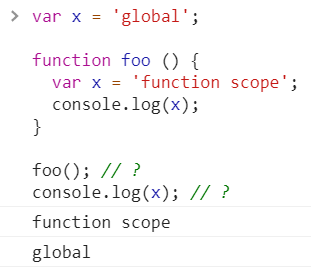 > var x = 'global';
function foo () {
var x = 'function scope';
console.log(x);
}
foo(); // ?
console.log(x); // ?
function scope
global